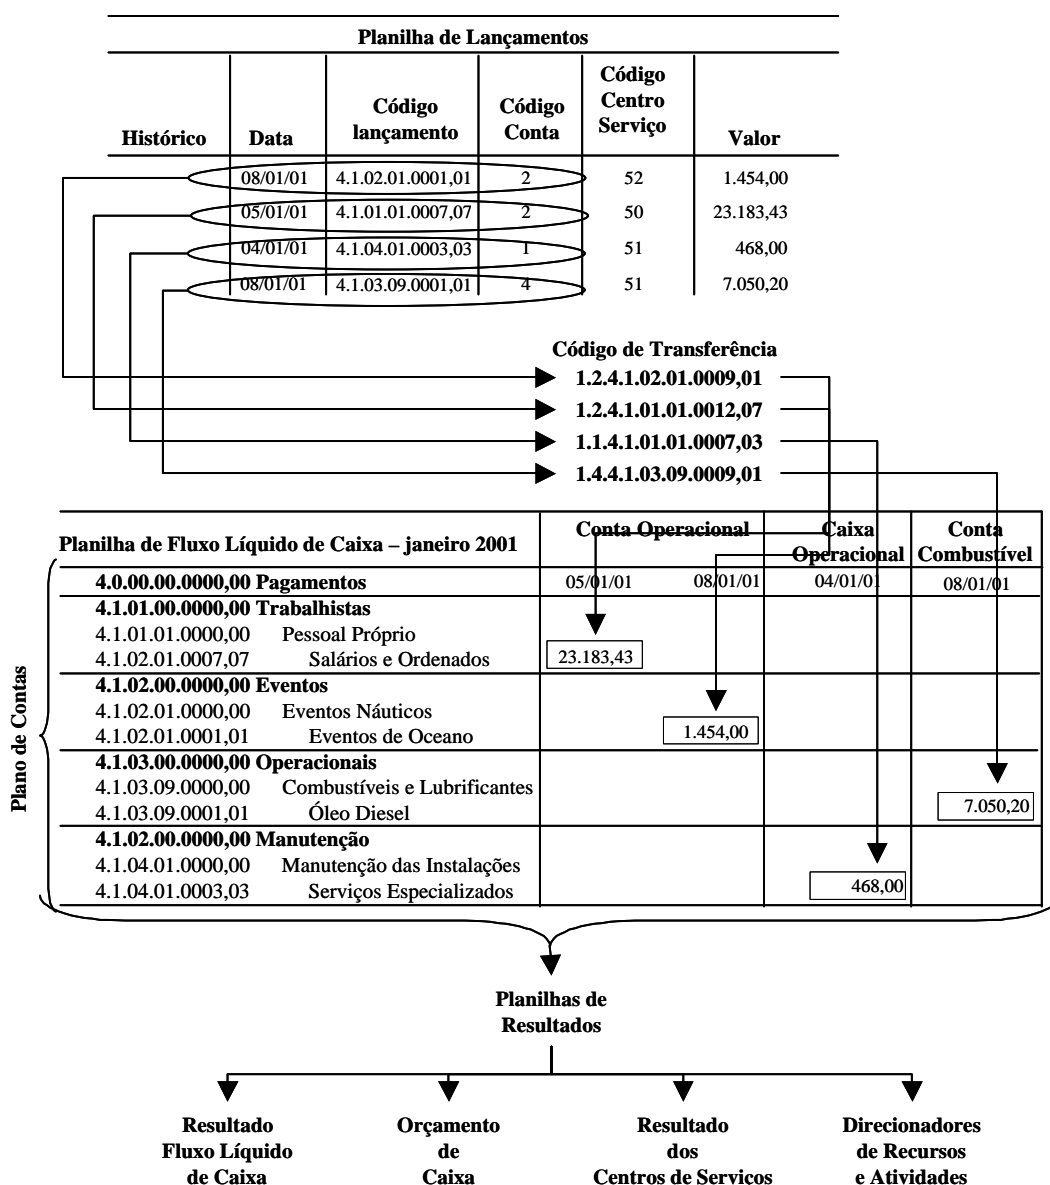 Planilha de Lançamentos
Histórico Data Código lançamento Código Conta Código Centro Serviço Valor
08/01/01 4.1.02.01.0001,01 2 52 1.454,00
05/01/01 4.1.01.01.0007,07 2 50 23.183,43
04/01/01 4.1.04.01.0003,03 1 51 468,00
08/01/01 4.1.03.09.0001,01 4 51 7.050,20
Código de Transferência
1.2.4.1.02.01.0009,01
1.2.4.1.01.01.0012,07
1.1.4.1.01.01.0007,03
1.4.4.1.03.09.0009,01
Planilha de Fluxo Líquido de Caixa – janeiro 2001 Conta Operacional Caixa Operacional Conta Combustível
4.0.00.00.0000,00 Pagamentos 05/01/01 08/01/01 04/01/01 08/01/01
4.1.01.00.0000,00 Trabalhistas
4.1.01.01.0000,00 Pessoal Próprio
4.1.02.01.0007,07 Salários e Ordenados 23.183,43
4.1.02.00.0000,00 Eventos
4.1.02.01.0000,00 Eventos Náuticos
4.1.02.01.0001,01 Eventos de Oceano 1.454,00
4.1.03.00.0000,00 Operacionais
4.1.03.09.0000,00 Combustíveis e Lubrificantes
4.1.03.09.0001,01 Óleo Diesel 7.050,20
4.1.02.00.0000,00 Manutenção
4.1.04.01.0000,00 Manutenção das Instalações
4.1.04.01.0003,03 Serviços Especializados 468,00
Plano de Contas
Planilhas de
Resultados
Resultado
Fluxo Líquido
de Caixa
Orçamento
de
Caixa
Resultado
dos
Centros de Servicos
Direcionadores
de Recursos
e Atividades